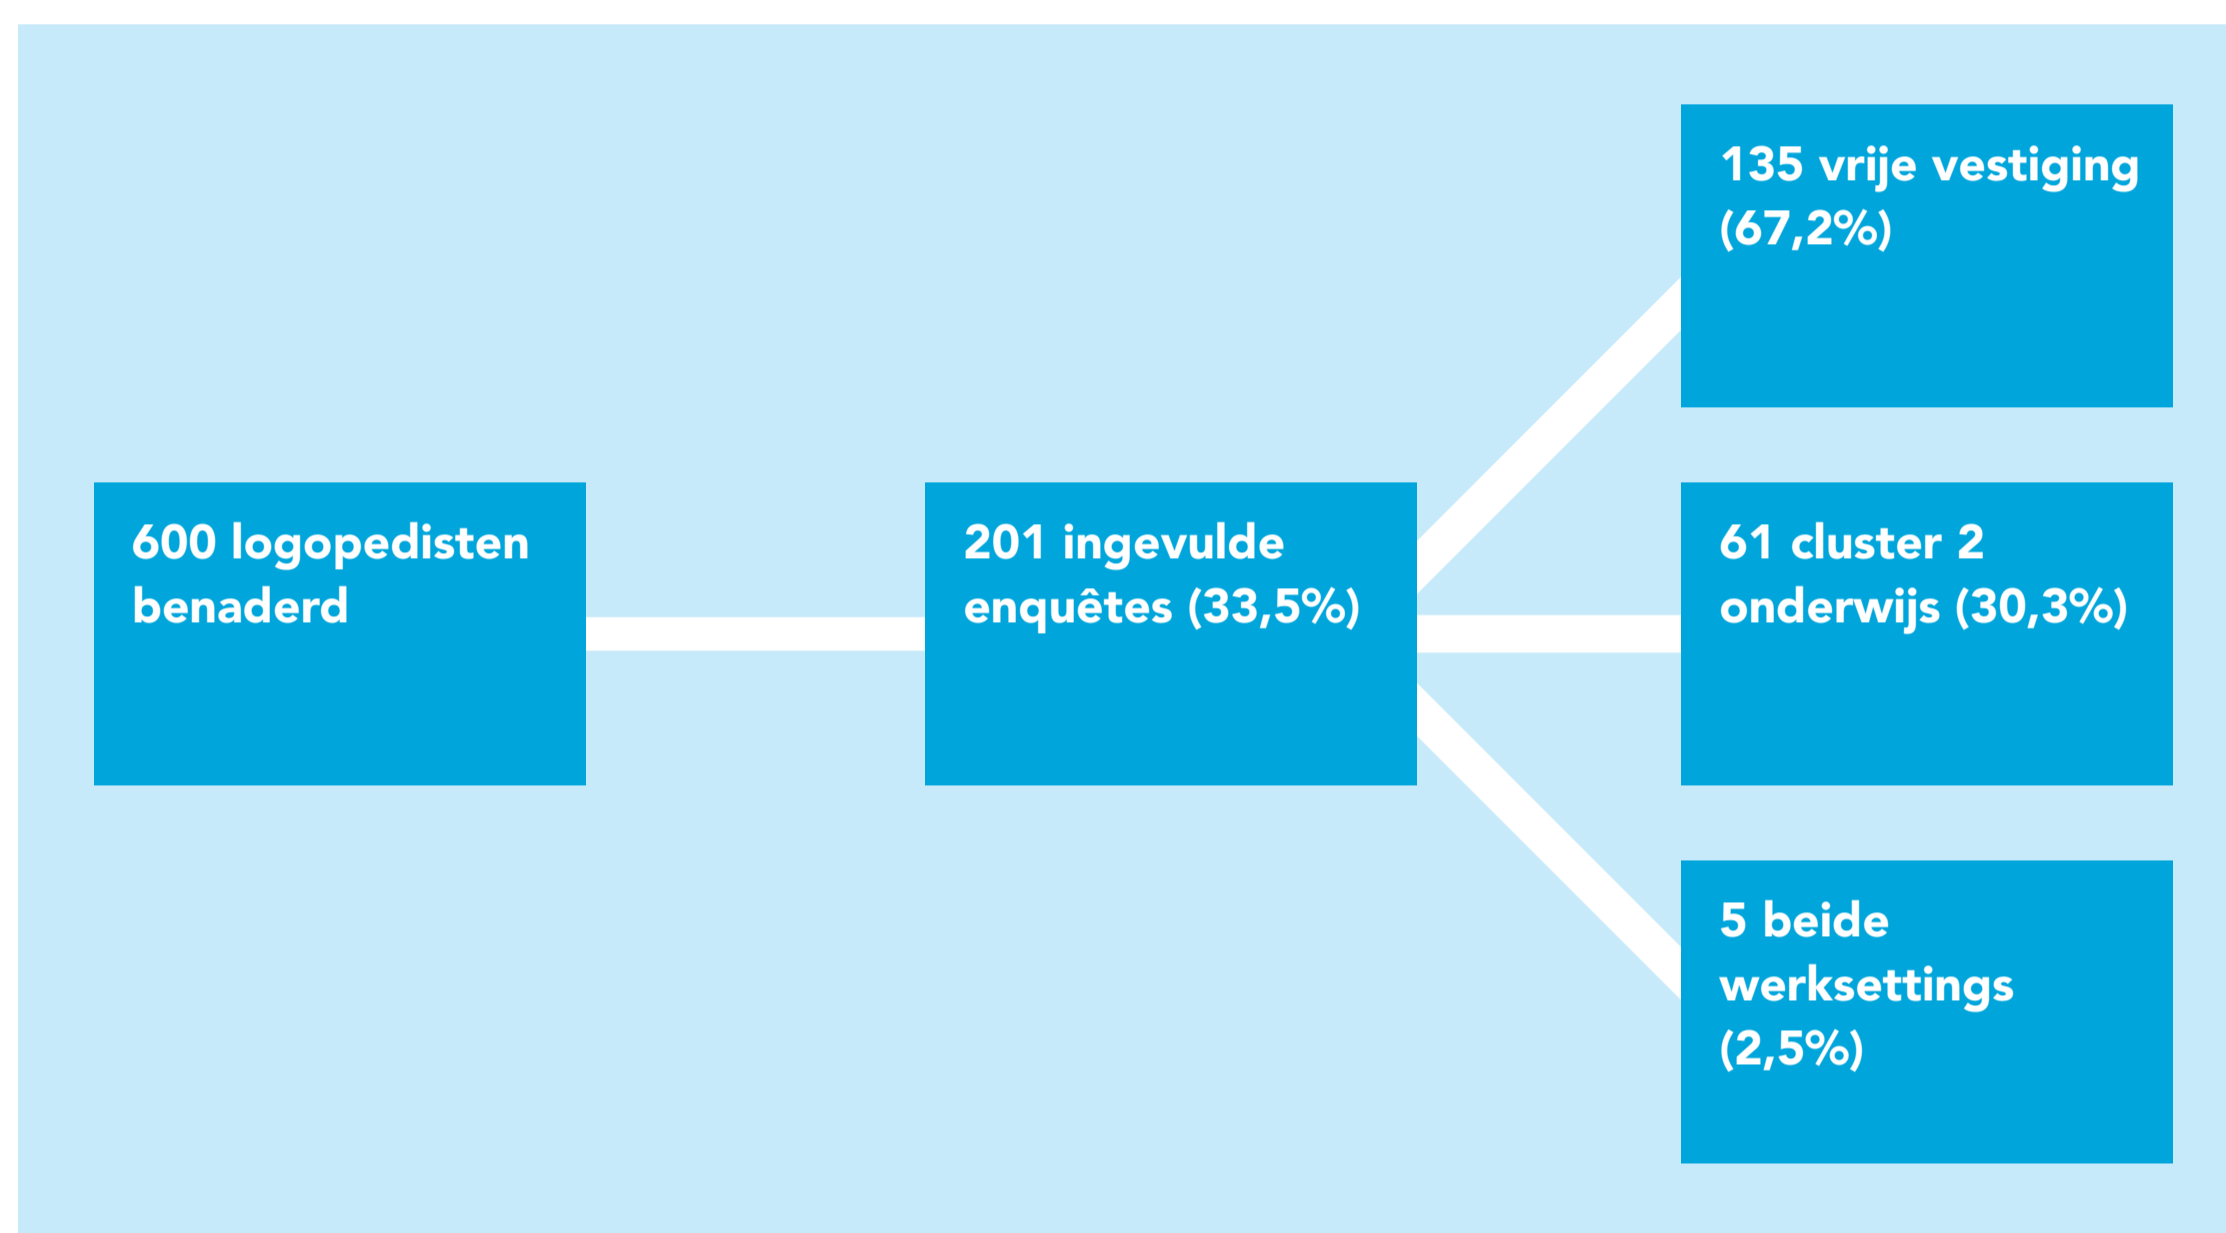 600 logopedisten
benaderd
201 ingevulde
enquêtes (33,5%)
135 vrije vestiging
(67,2%)
61 cluster 2
onderwijs (30,3%)
5 beide
werksettings
(2,5%)